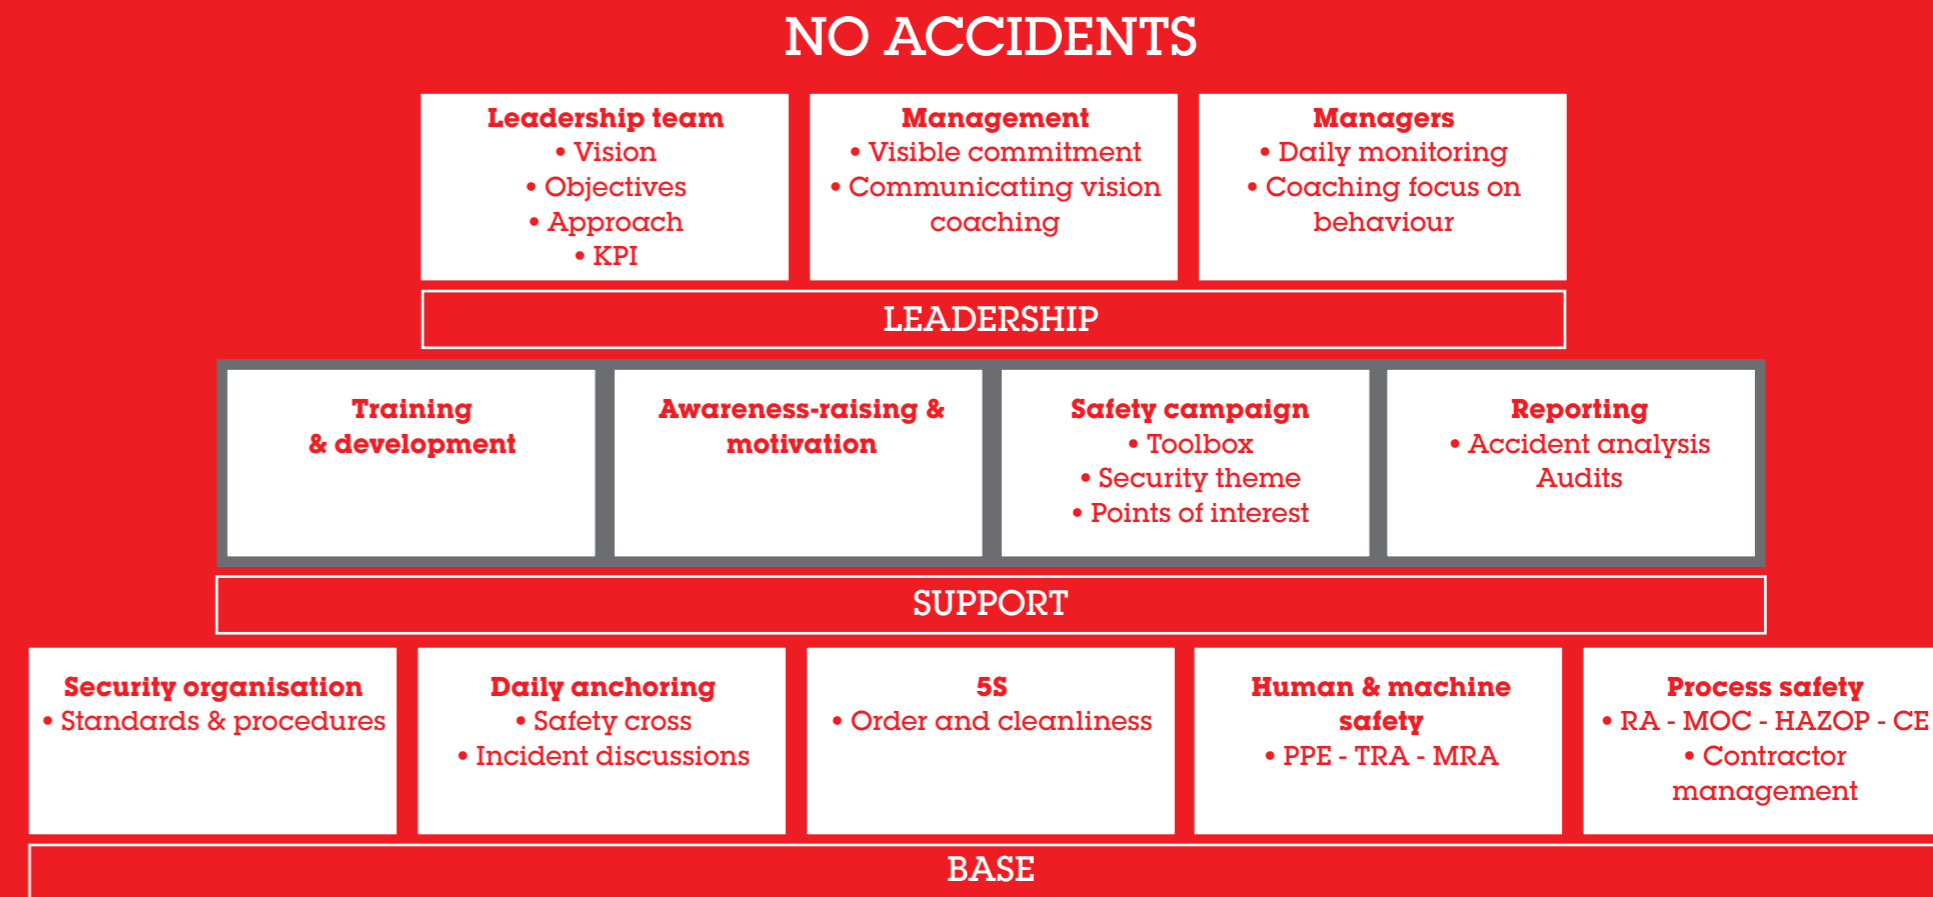 NO ACCIDENTS
Leadership team
• Vision
• Objectives
• Approach
• KPI
Management
• Visible commitment
• Communicating vision
coaching
Managers
• Daily monitoring
• Coaching focus on
behaviour
LEADERSHIP
Training
& development
Awareness-raising &
motivation
Safety campaign
• Toolbox
• Security theme
• Points of interest
Reporting
• Accident analysis
Audits
SUPPORT
Security organisation
• Standards & procedures
Daily anchoring
• Safety cross
• Incident discussions
5S
• Order and cleanliness
Human & machine
safety
• PPE - TRA - MRA
Process safety
• RA - MOC - HAZOP - CE
• Contractor
management
BASE